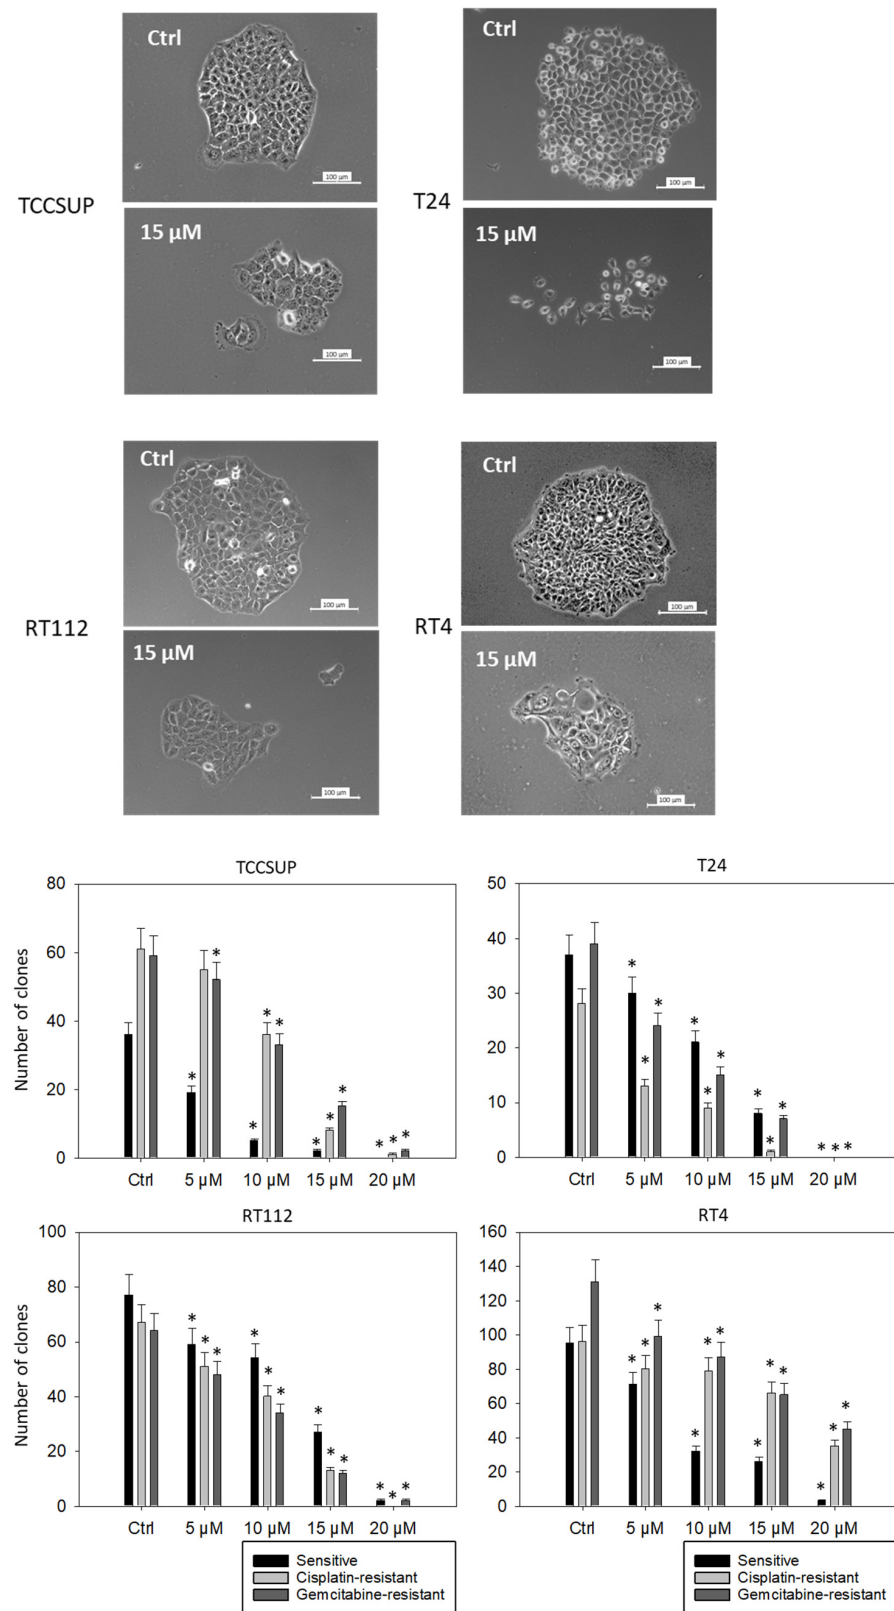 Ctrl
100 µm
Ctrl
100 µm
TCCSUP
T24
15 µM
100 µm
15 µM
100 µm
Ctrl
100 µm
Ctrl
100 µm
RT112
RT4
15 µM
100 µm
15 µM
100 µm
TCCSUP
80
60
40
20
0
Number of clones
* * * * * * * * * * *
Ctrl 5 µM 10 µM 15 µM 20 µM
T24
50
40
30
20
10
0
* * * * * * * * * * * *
Ctrl 5 µM 10 µM 15 µM 20 µM
RT112
100
80
60
40
20
0
Number of clones
* * * * * * * * * * * *
Ctrl 5 µM 10 µM 15 µM 20 µM
RT4
160
140
120
100
80
60
40
20
0
* * * * * * * * * * * *
Ctrl 5 µM 10 µM 15 µM 20 µM
Sensitive
Cisplatin-resistant
Gemcitabine-resistant
Sensitive
Cisplatin-resistant
Gemcitabine-resistant